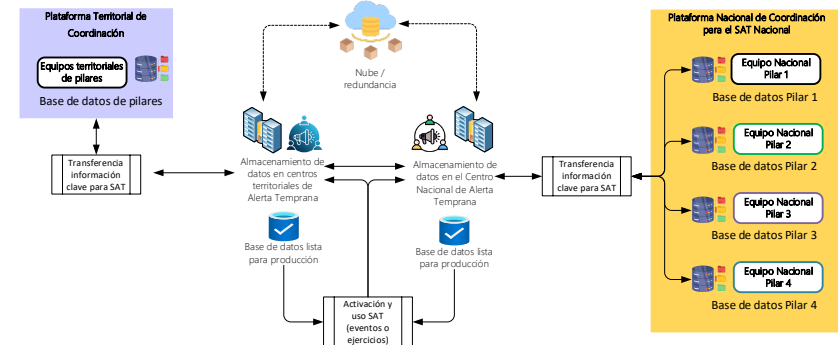 Plataforma Territorial de
Coordinación
Equipos territoriales
de pilares
Base de datos de pilares
Transferencia
información
clave para SAT
Nube /
redundancia
Almacenamiento de
datos en centros
territoriales de
Alerta Temprana
Base de datos lista
para producción
Almacenamiento de
datos en el Centro
Nacional de Alerta
Temprana
Base de datos lista
para producción
Activación y
uso SAT
(eventos o
ejercicios)
Transferencia
información
clave para SAT
Plataforma Nacional de Coordinación
para el SAT Nacional
Equipo Nacional
Pilar 1
Base de datos Pilar 1
Equipo Nacional
Pilar 2
Base de datos Pilar 2
Equipo Nacional
Pilar 3
Base de datos Pilar 3
Equipo Nacional
Pilar 4
Base de datos Pilar 4